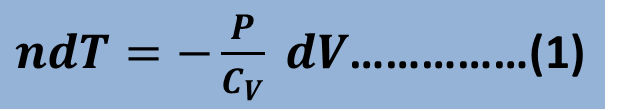 ndT = − P/C_V dV……………(1)